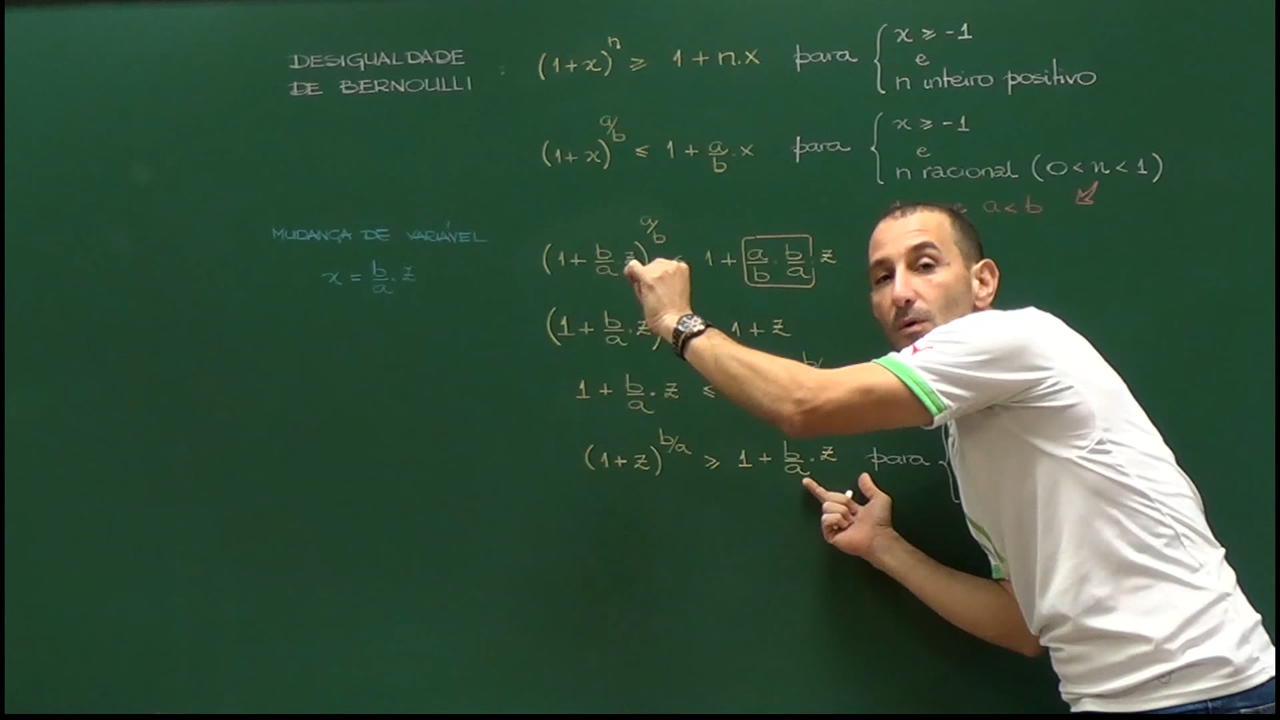 DESIGUALDADE
DE BERNOULLI : (1+x)^n ≥ 1 + n.x para { x ≥ -1
e
n inteiro positivo
(1+x)^a/b ≤ 1 + a/b . x para { x ≥ -1
e
n racional (0 < n < 1)
a < b
MUDANÇA DE VARIÁVEL
x = b/a . z
(1 + b/a z)^a/b ≤ 1 + a/b . b/a . z
(1 + b/a . z 1 + z
1 + b/a . z ≤
(1+z)^b/a ≥ 1 + b/a . z para {